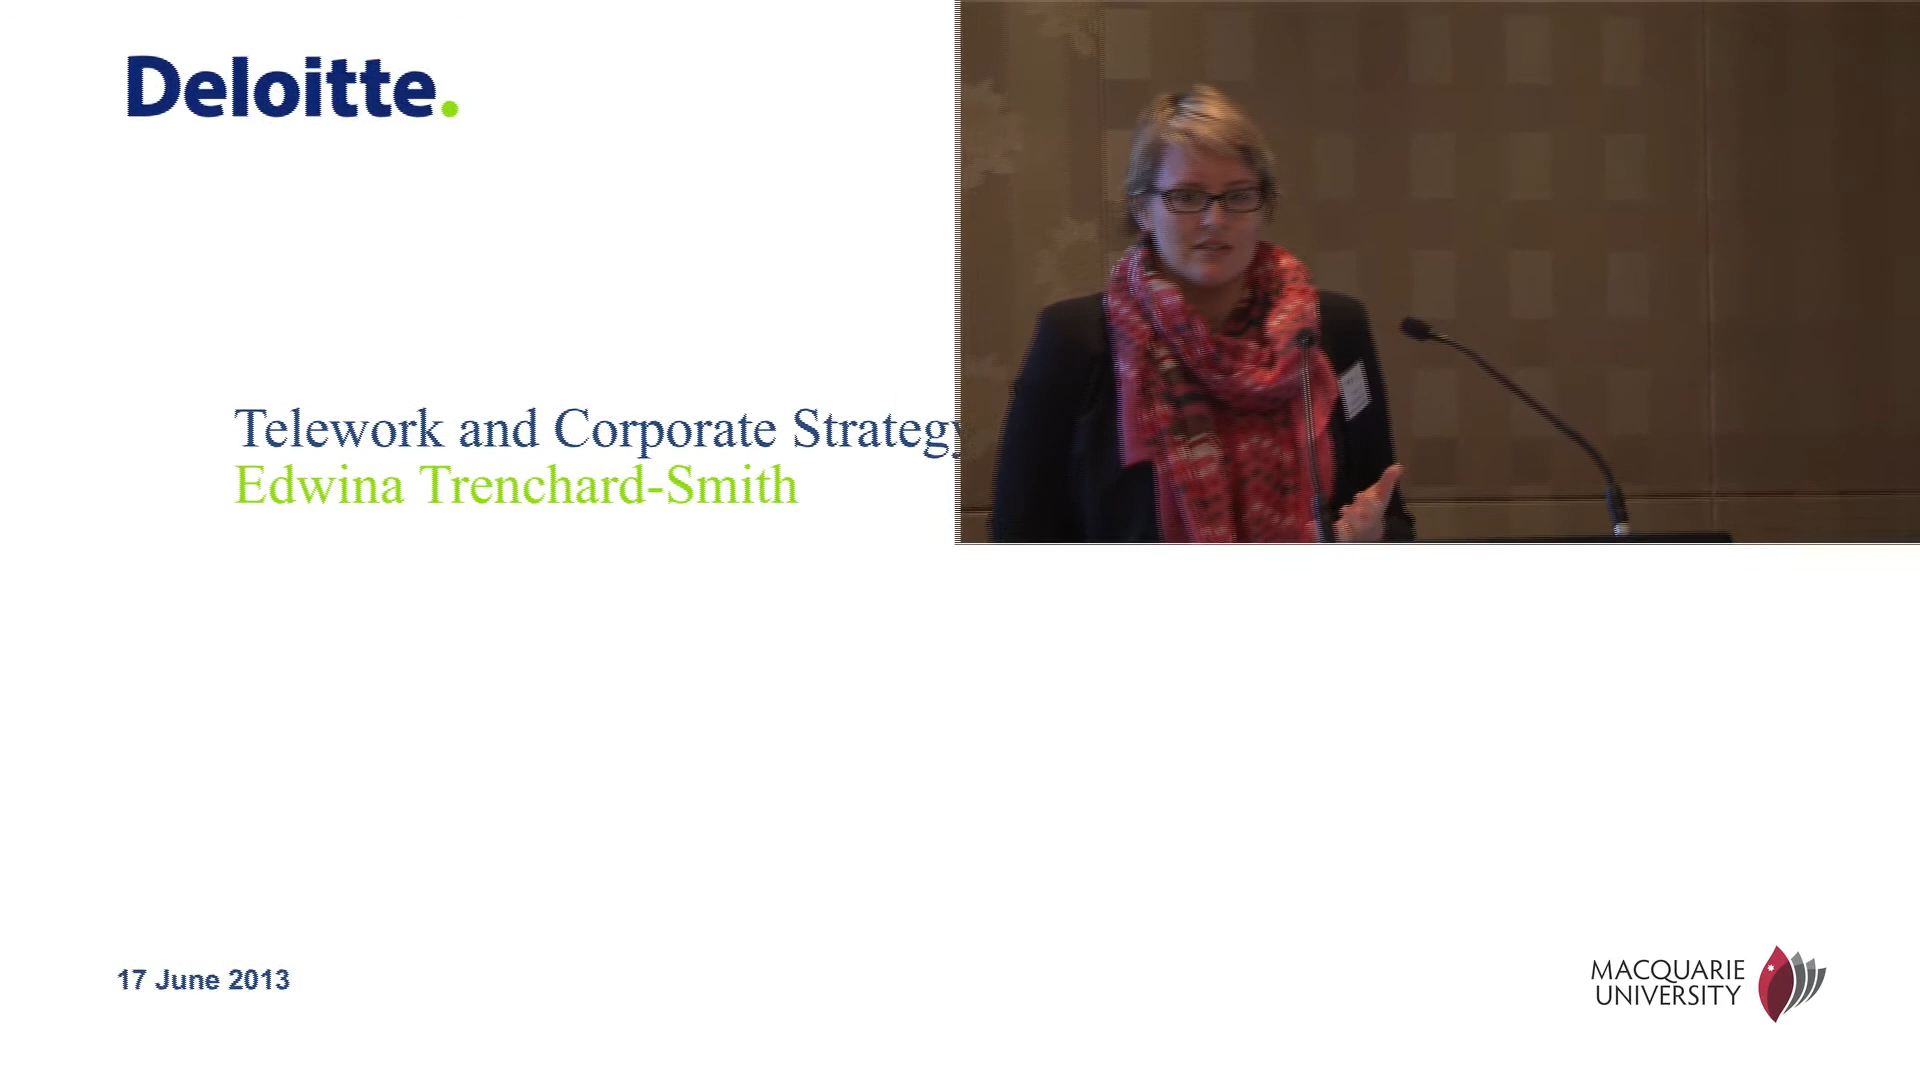 Deloitte.
Telework and Corporate Strategy
Edwina Trenchard-Smith
17 June 2013
MACQUARIE
UNIVERSITY